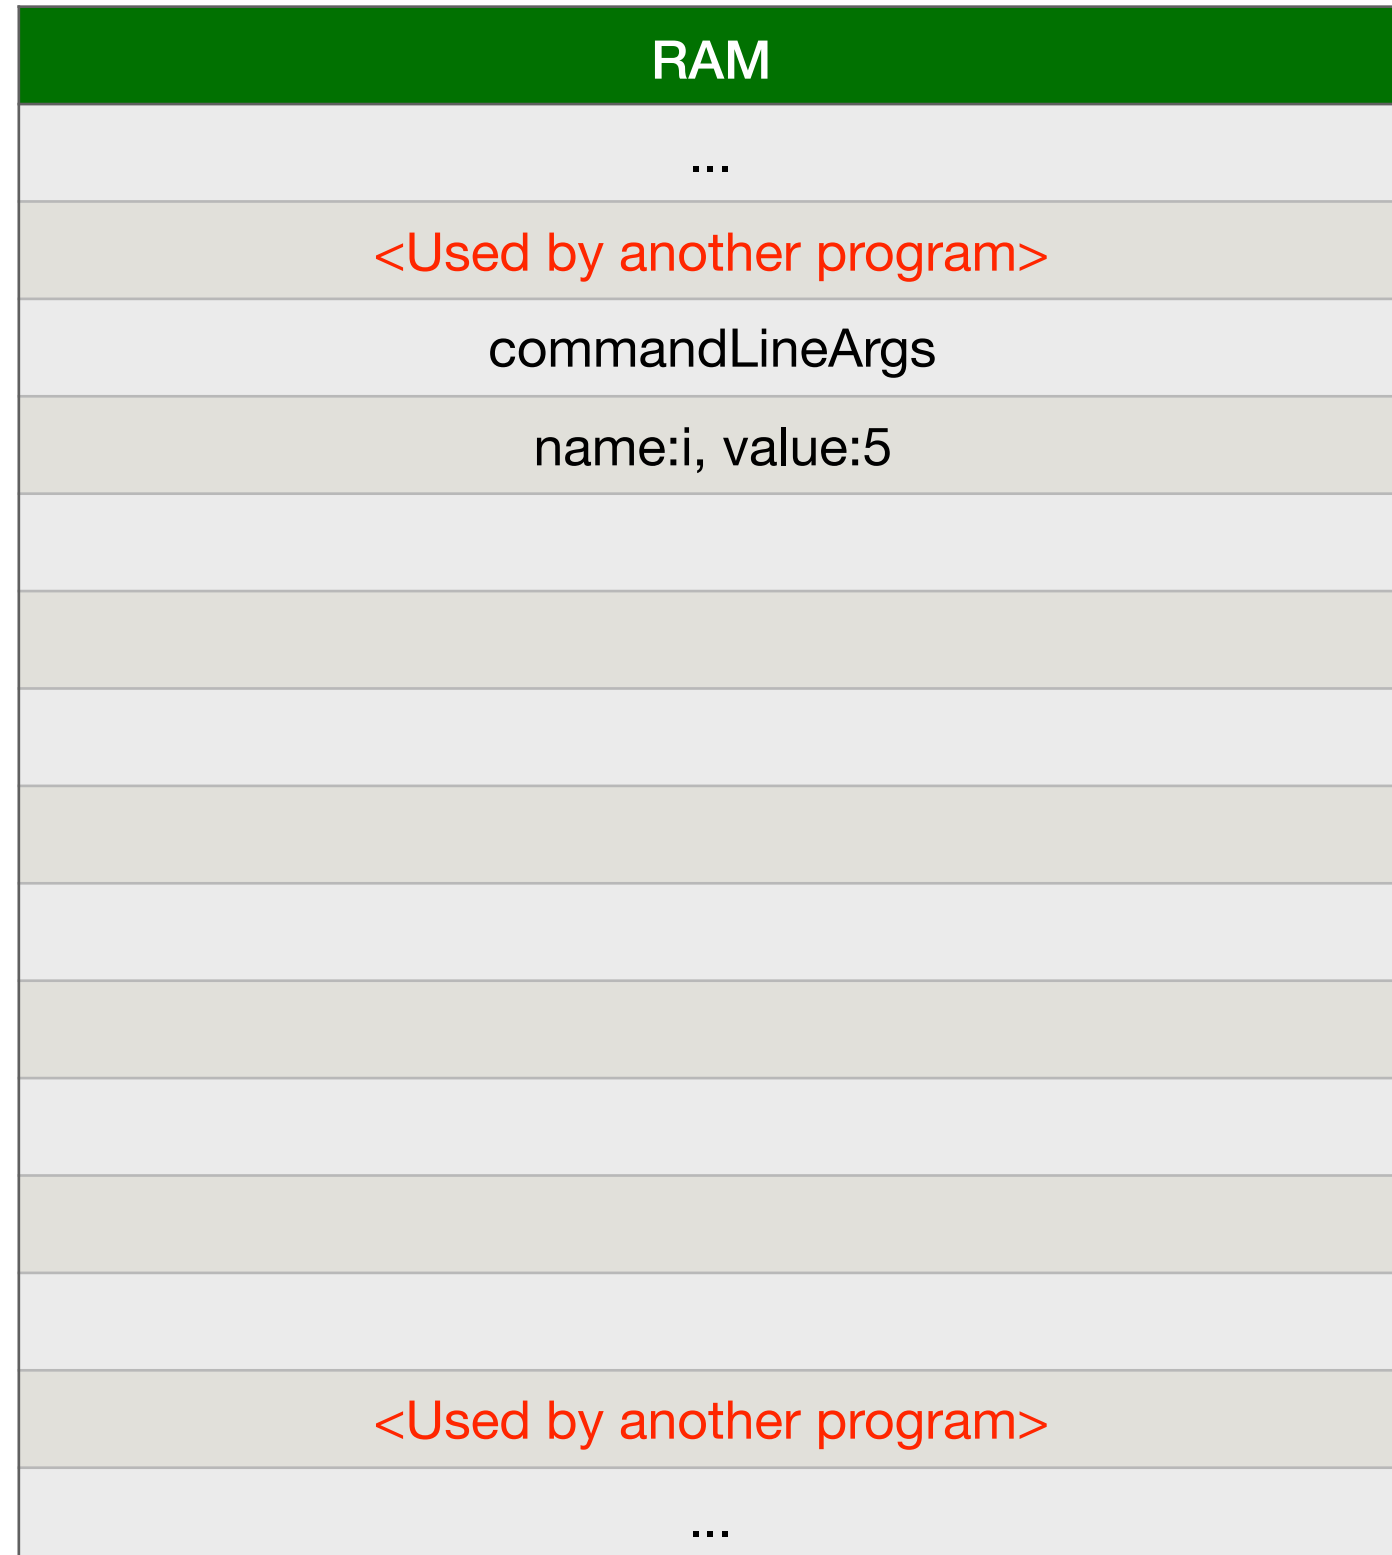 RAM
...
<Used by another program>
commandLineArgs
name:i, value:5
<Used by another program>
...